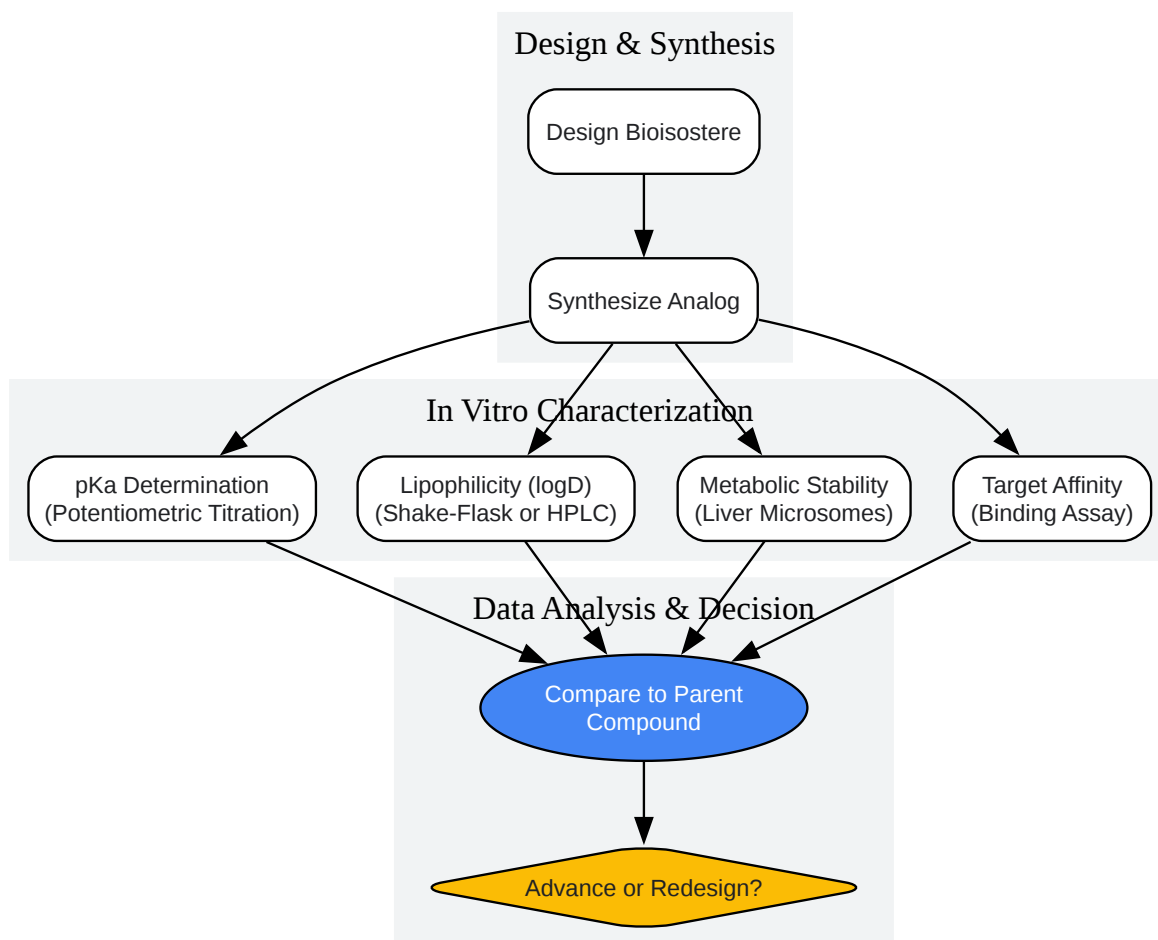 Design & Synthesis
Design Bioisostere
Synthesize Analog
In Vitro Characterization
pKa Determination
(Potentiometric Titration)
Lipophilicity (logD)
(Shake-Flask or HPLC)
Metabolic Stability
(Liver Microsomes)
Target Affinity
(Binding Assay)
Data Analysis & Decision
Compare to Parent
Compound
Advance or Redesign?